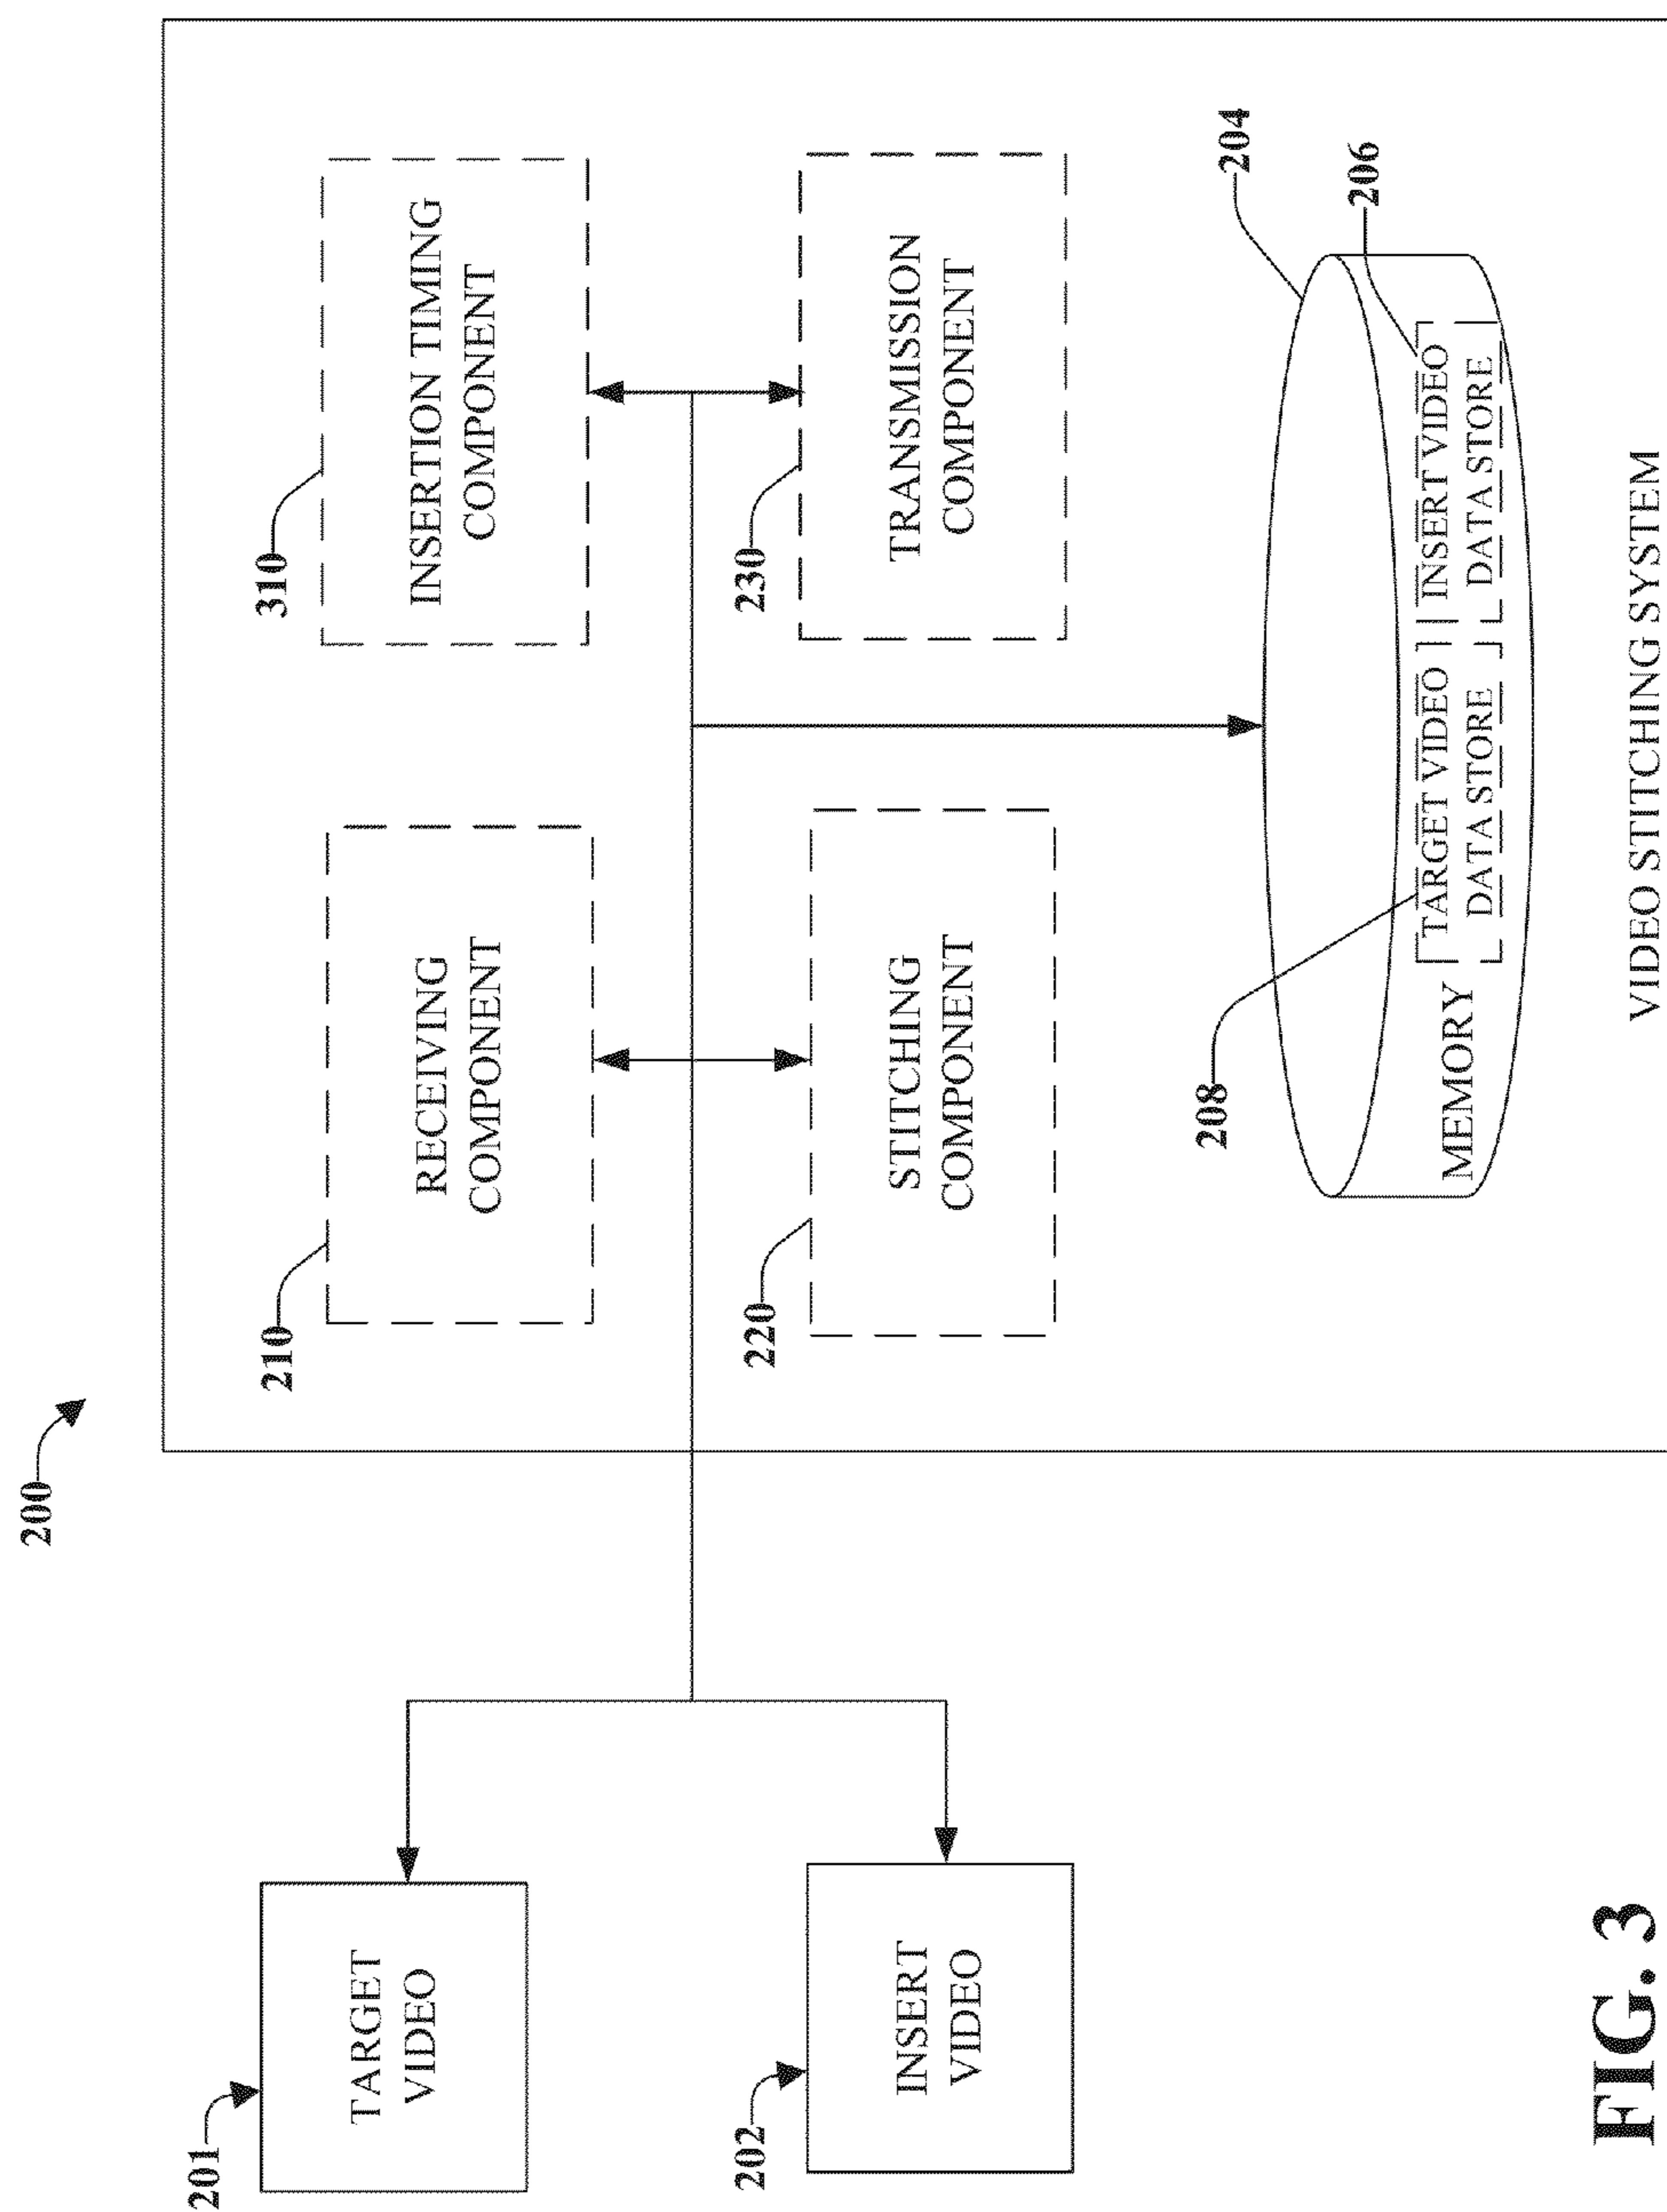 200
201
TARGET
VIDEO
202
INSERT
VIDEO
210
RECEIVING
COMPONENT
310
INSERTION TIMING
COMPONENT
220
STITCHING
COMPONENT
230
TRANSMISSION
COMPONENT
204
206
208
MEMORY
TARGET VIDEO
DATA STORE
INSERT VIDEO
DATA STORE
VIDEO STITCHING SYSTEM
FIG. 3